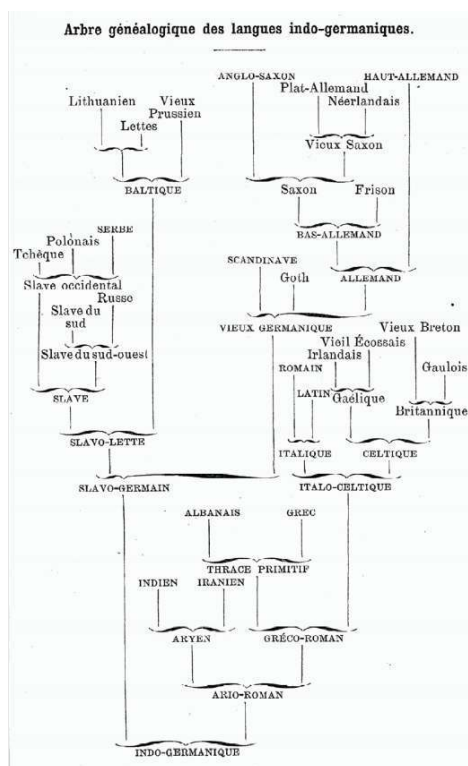 Arbre généalogique des langues indo-germaniques.
ANGLO-SAXON
HAUT-ALLEMAND
Plat-Allemand
Néerlandais
Lithuanien
Vieux
Prussien
Lettes
Vieux Saxon
BALTIQUE
Saxon
Frison
SERBE
Polonais
Tchèque
BAS-ALLEMAND
SCANDINAVE
Goth
ALLEMAND
Slave occidental
Russe
Slave du
sud
VIEUX GERMANIQUE
Vieux Breton
Vieil Écossais
Irlandais
Slave du sud-ouest
ROMAIN
Gaulois
LATIN
Gaélique
SLAVE
Britannique
SLAVO-LETTE
ITALIQUE
CELTIQUE
SLAVO-GERMAIN
ITALO-CELTIQUE
ALBANAIS
GREC
THRACE PRIMITIF
INDIEN
IRANIEN
ARYEN
GRÉCO-ROMAN
ARIO-ROMAN
INDO-GERMANIQUE